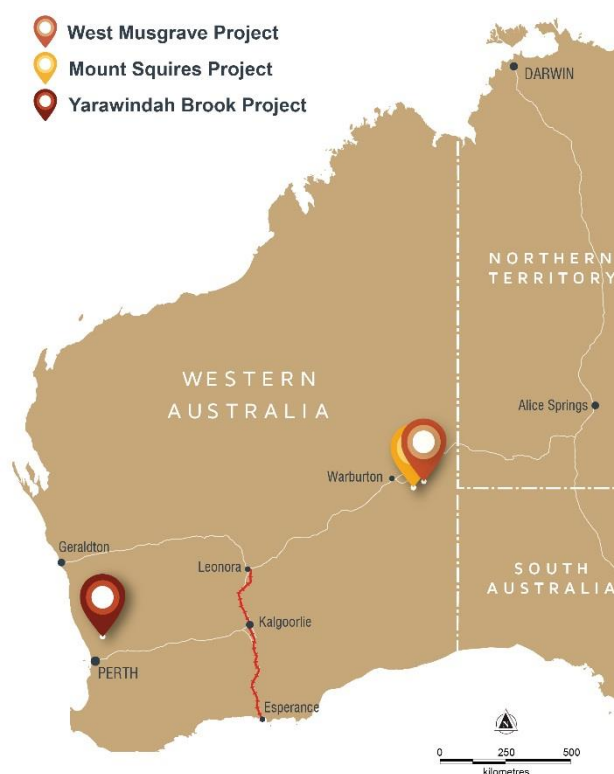 West Musgrave Project
Mount Squires Project
Yarawindah Brook Project
DARWIN
NORTHERN
TERRITORY
WESTERN
AUSTRALIA
Alice Springs
Warburton
Geraldton
Leonora
SOUTH
AUSTRALIA
Kalgoorlie
PERTH
Esperance
0 250 500
kilometres